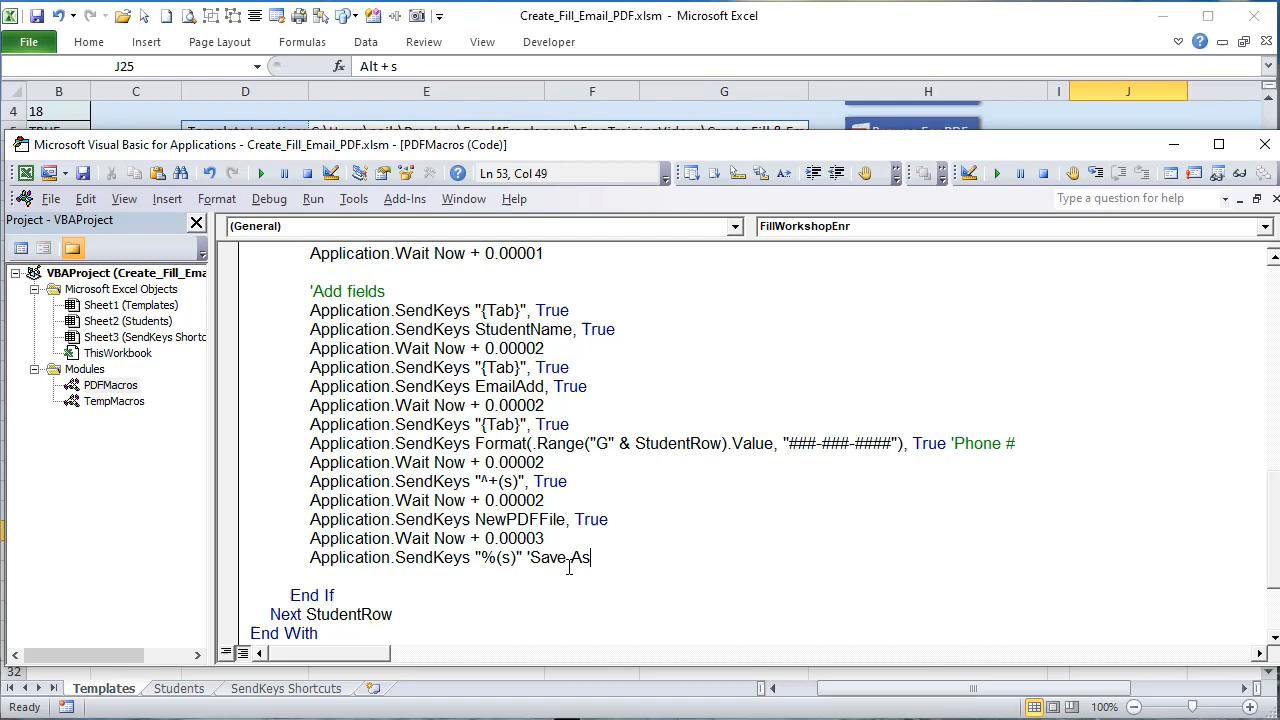 Create_Fill_Email_PDF.xlsm - Microsoft Excel
File Home Insert Page Layout Formulas Data Review View Developer
J25 fx Alt + s
B C D E F G H I J
4 18
Microsoft Visual Basic for Applications - Create_Fill_Email_PDF.xlsm - [PDFMacros (Code)]
Ln 53, Col 49
File Edit View Insert Format Debug Run Tools Add-Ins Window Help Type a question for help
Project - VBAProject
(General) FillWorkshopEnr
VBAProject (Create_Fill_Ema
Microsoft Excel Objects
Sheet1 (Templates)
Sheet2 (Students)
Sheet3 (SendKeys Shortc
ThisWorkbook
Modules
PDFMacros
TempMacros
Application.Wait Now + 0.00001
'Add fields
Application.SendKeys "{Tab}", True
Application.SendKeys StudentName, True
Application.Wait Now + 0.00002
Application.SendKeys "{Tab}", True
Application.SendKeys EmailAdd, True
Application.Wait Now + 0.00002
Application.SendKeys "{Tab}", True
Application.SendKeys Format(.Range("G" & StudentRow).Value, "###-###-####"), True 'Phone #
Application.Wait Now + 0.00002
Application.SendKeys "^+(s)", True
Application.Wait Now + 0.00002
Application.SendKeys NewPDFFile, True
Application.Wait Now + 0.00003
Application.SendKeys "%(s)" 'Save As
End If
Next StudentRow
End With
32
Templates Students SendKeys Shortcuts
Ready 100%